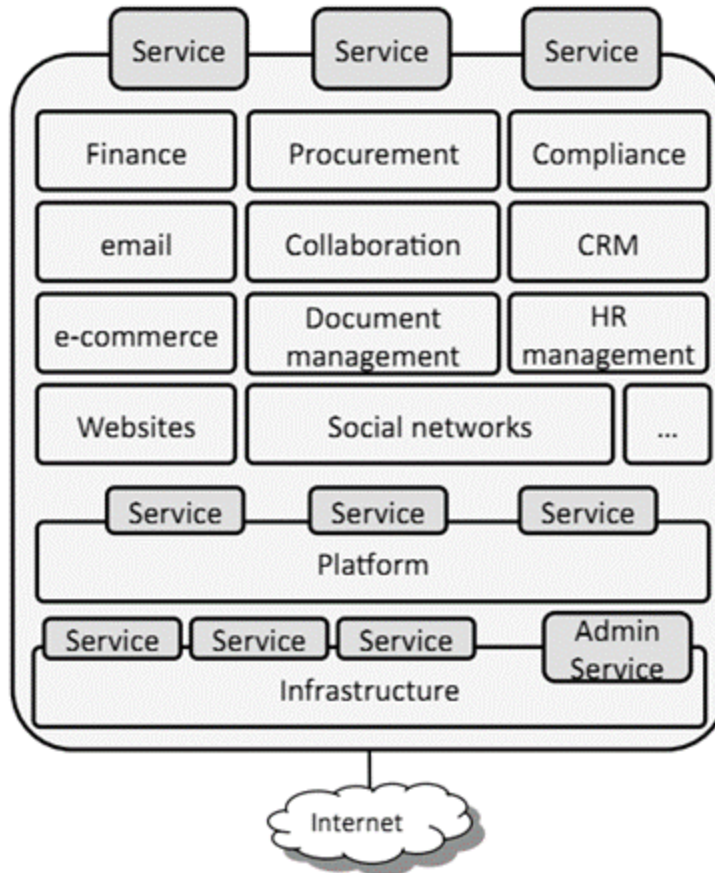 Service Service Service
Finance Procurement Compliance
email Collaboration CRM
e-commerce Document management HR management
Websites Social networks ...
Service Service Service
Platform
Service Service Service Admin Service
Infrastructure
Internet